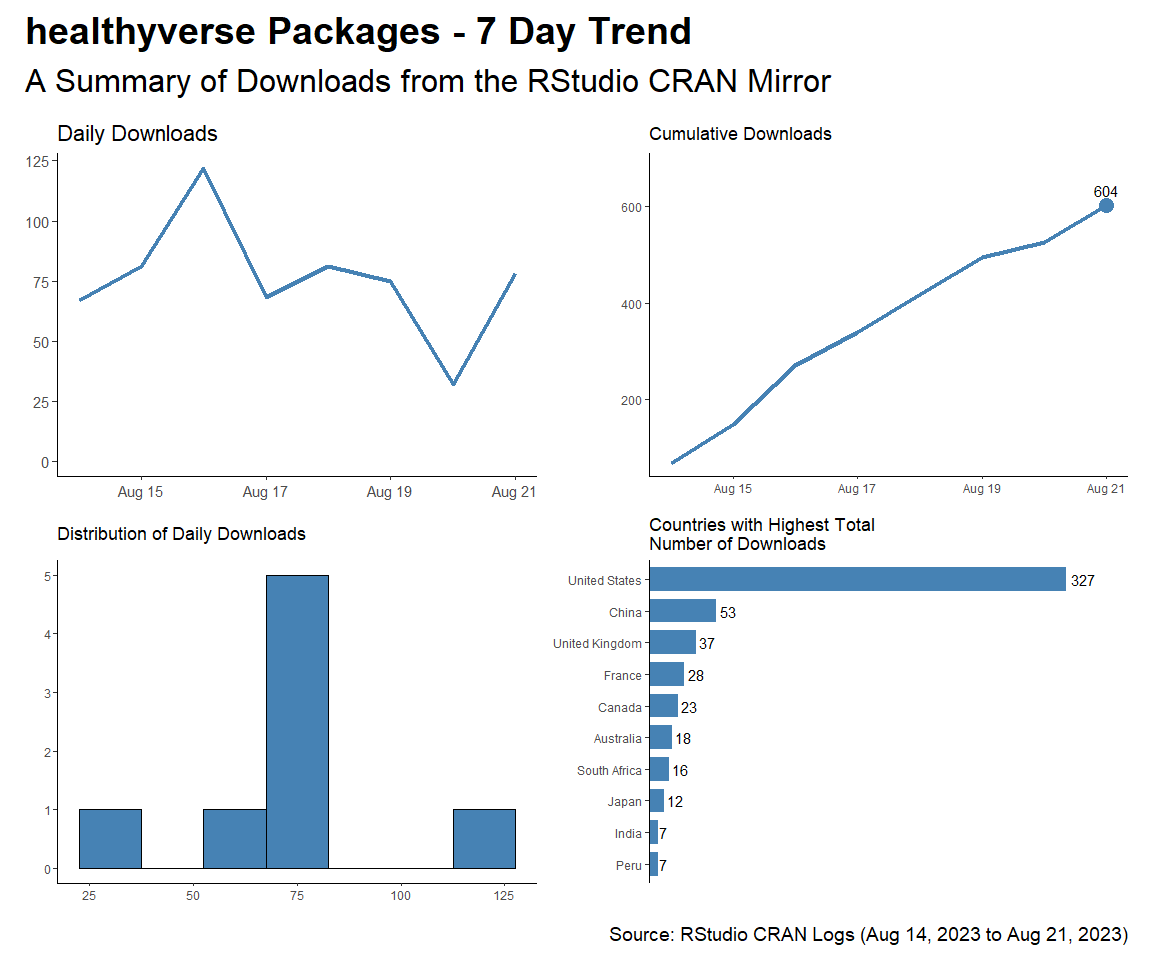 healthyverse Packages - 7 Day Trend
A Summary of Downloads from the RStudio CRAN Mirror
Daily Downloads
125
100
75
50
25
0
Aug 15 Aug 17 Aug 19 Aug 21
Cumulative Downloads
604
600
400
200
Aug 15 Aug 17 Aug 19 Aug 21
Distribution of Daily Downloads
5
4
3
2
1
0
25 50 75 100 125
Countries with Highest Total
Number of Downloads
United States 327
China 53
United Kingdom 37
France 28
Canada 23
Australia 18
South Africa 16
Japan 12
India 7
Peru 7
Source: RStudio CRAN Logs (Aug 14, 2023 to Aug 21, 2023)